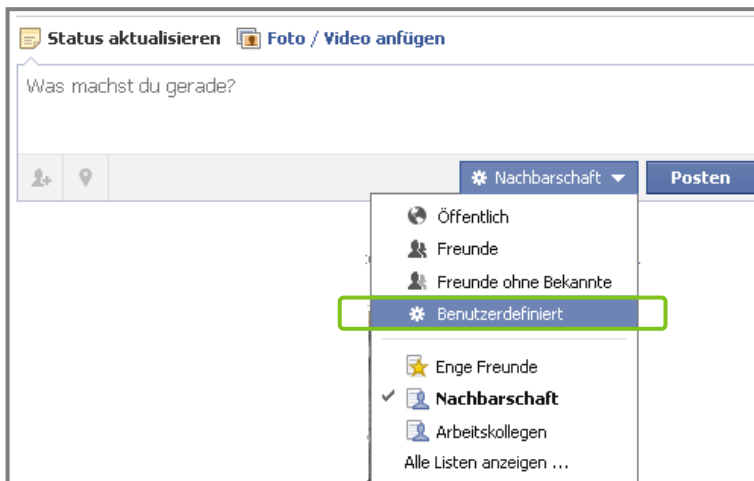 Status aktualisieren Foto / Video anfügen
Was machst du gerade?
Nachbarschaft Posten
Öffentlich
Freunde
Freunde ohne Bekannte
Benutzerdefiniert
Enge Freunde
Nachbarschaft
Arbeitskollegen
Alle Listen anzeigen ...